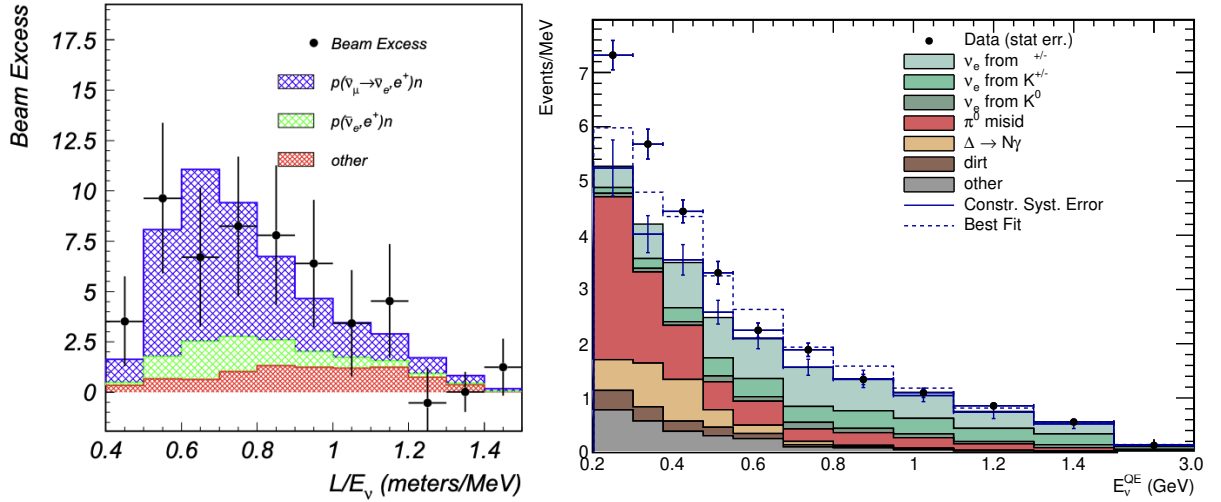 Beam Excess
17.5
15
12.5
10
7.5
5
2.5
0
0.4
0.6
0.8
1
1.2
1.4
L/Eν (meters/MeV)
Beam Excess
p(ν̄μ→ν̄e,e⁺)n
p(ν̄e,e⁺)n
other
Events/MeV
7
6
5
4
3
2
1
0
0.2
0.4
0.6
0.8
1
1.2
1.4
3.0
EνQE (GeV)
Data (stat err.)
νe from +/-
νe from K+/-
νe from K0
π0 misid
Δ → Nγ
dirt
other
Constr. Syst. Error
Best Fit